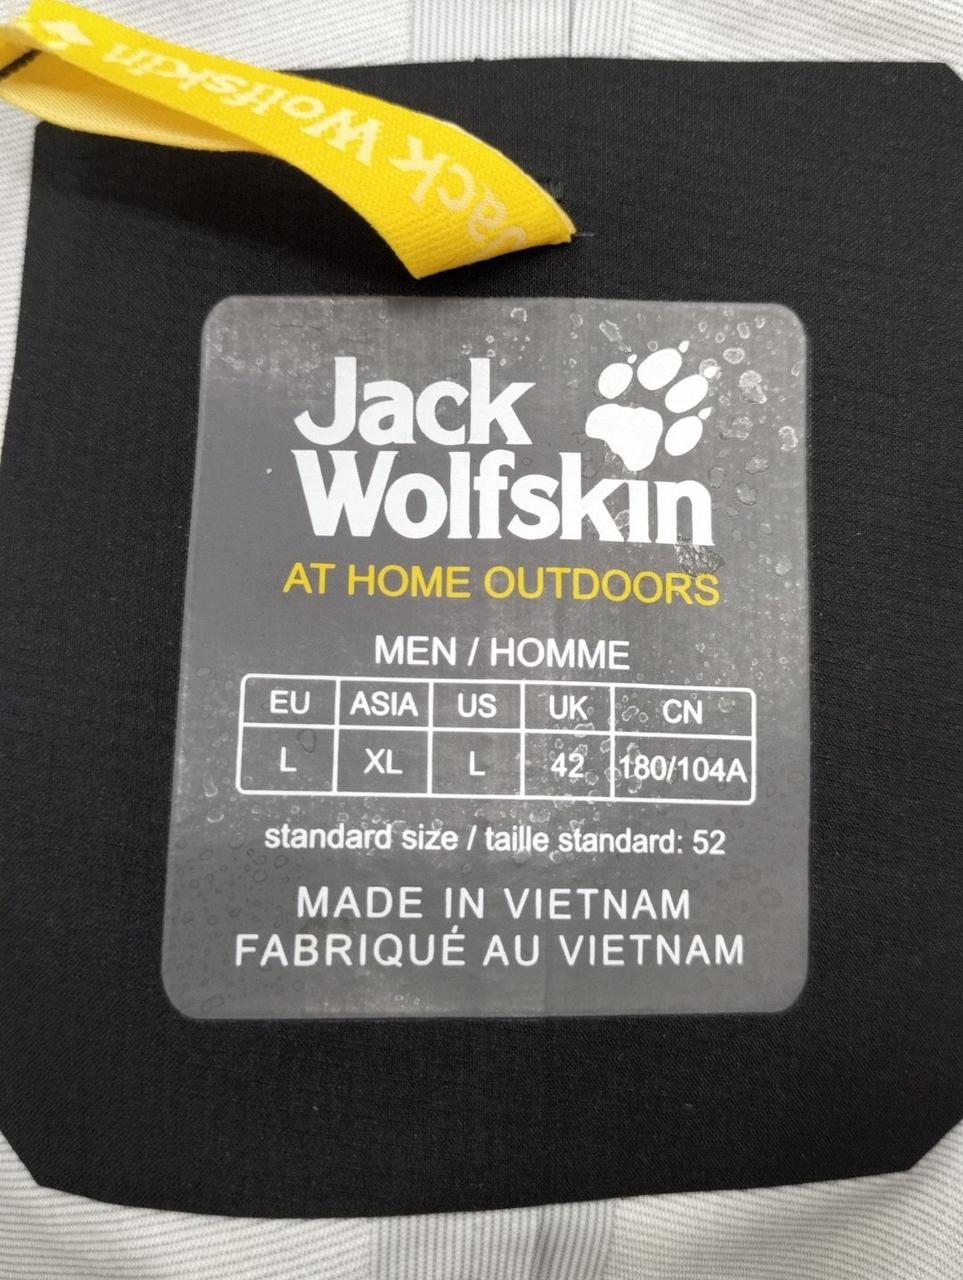 Jack Wolfskin
Jack
Wolfskin
AT HOME OUTDOORS
MEN / HOMME
EU ASIA US UK CN
L XL L 42 180/104A
standard size / taille standard: 52
MADE IN VIETNAM
FABRIQUÉ AU VIETNAM